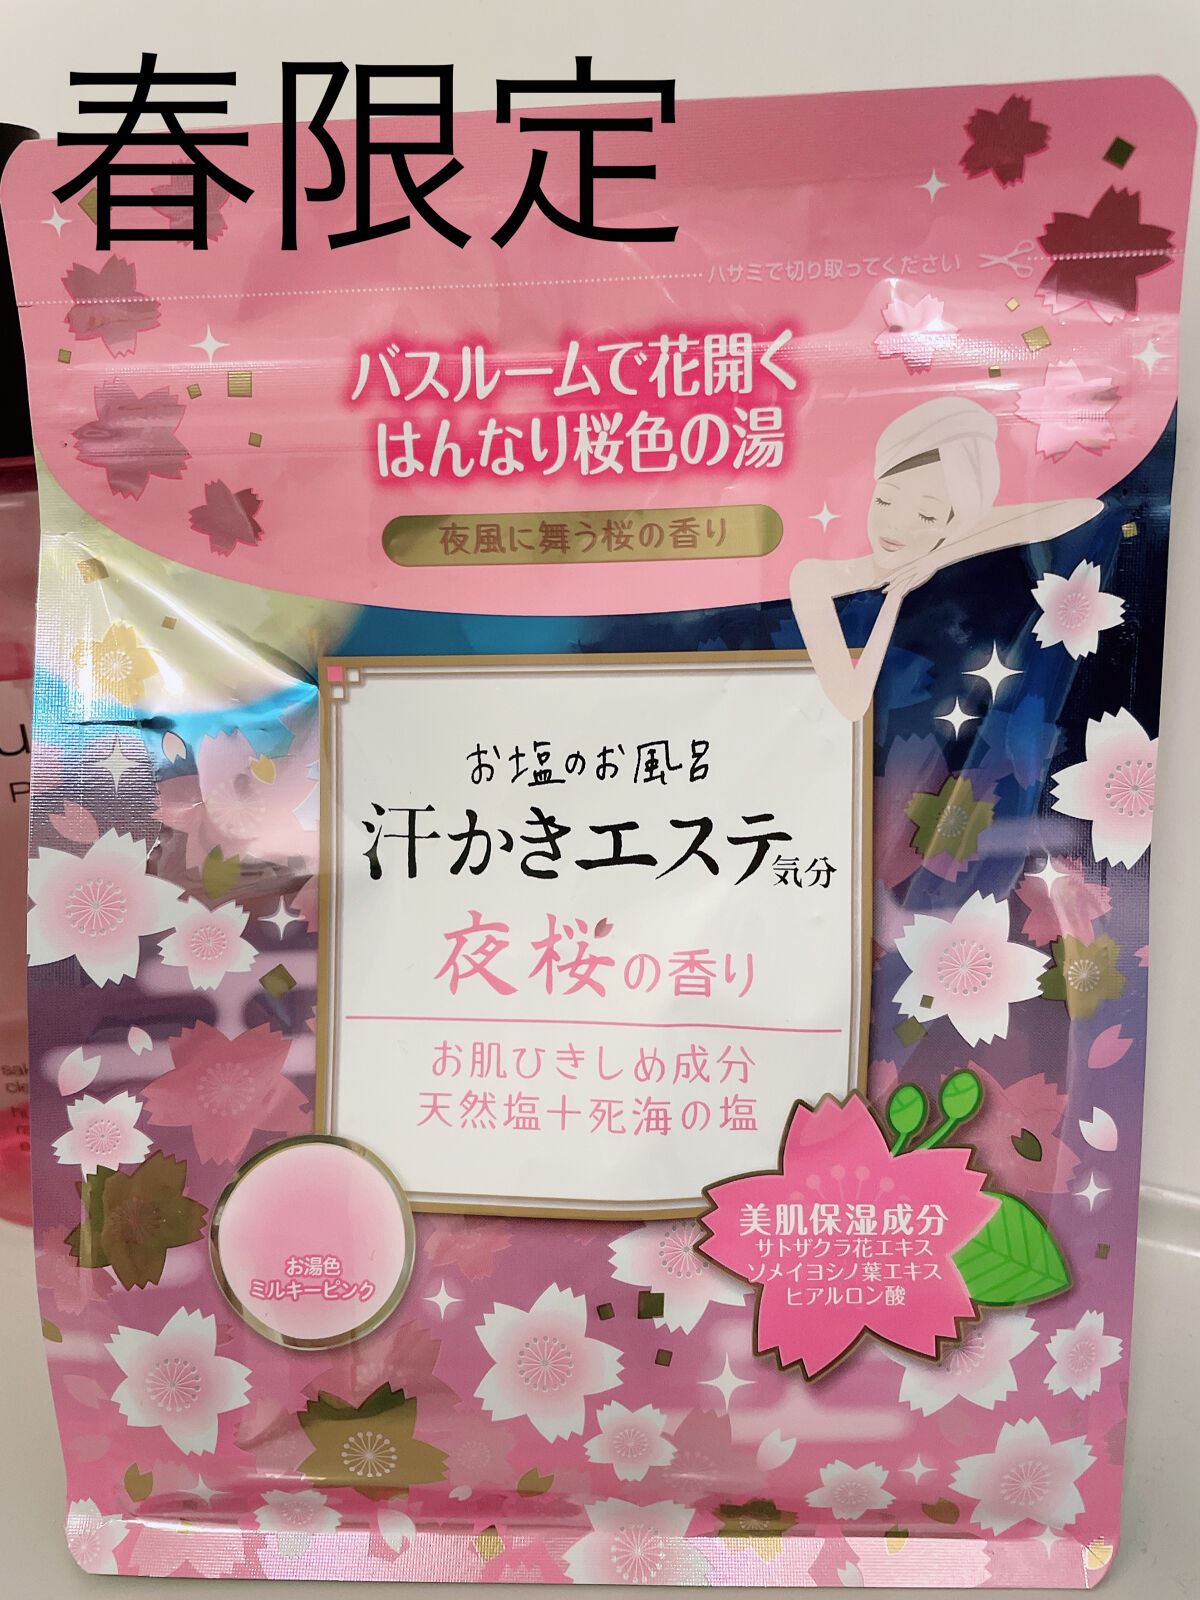 春限定
ハサミで切り取ってください
バスルームで花開く
はんなり桜色の湯
夜風に舞う桜の香り
お塩のお風呂
汗かきエステ気分
夜桜の香り
お肌ひきしめ成分
天然塩+死海の塩
美肌保湿成分
サトザクラ花エキス
ソメイヨシノ葉エキス
ヒアルロン酸
お湯色
ミルキーピンク